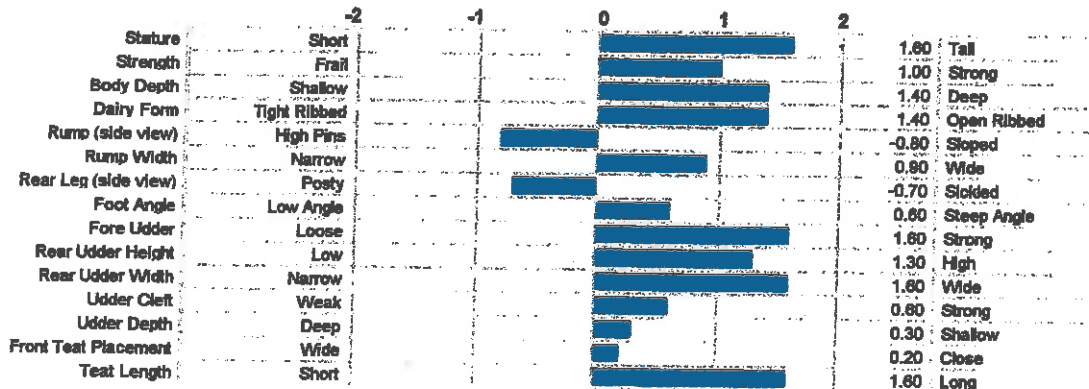 -2 -1 0 1 2
Stature Short 1.60 Tall
Strength Frail 1.00 Strong
Body Depth Shallow 1.40 Deep
Dairy Form Tight Ribbed 1.40 Open Ribbed
Rump (side view) High Pins -0.80 Sloped
Rump Width Narrow 0.90 Wide
Rear Leg (side view) Posty -0.70 Sickled
Foot Angle Low Angle 0.60 Steep Angle
Fore Udder Loose 1.60 Strong
Rear Udder Height Low 1.30 High
Rear Udder Width Narrow 1.60 Wide
Udder Cleft Weak 0.60 Strong
Udder Depth Deep 0.30 Shallow
Front Teat Placement Wide 0.20 Close
Teat Length Short 1.60 Long